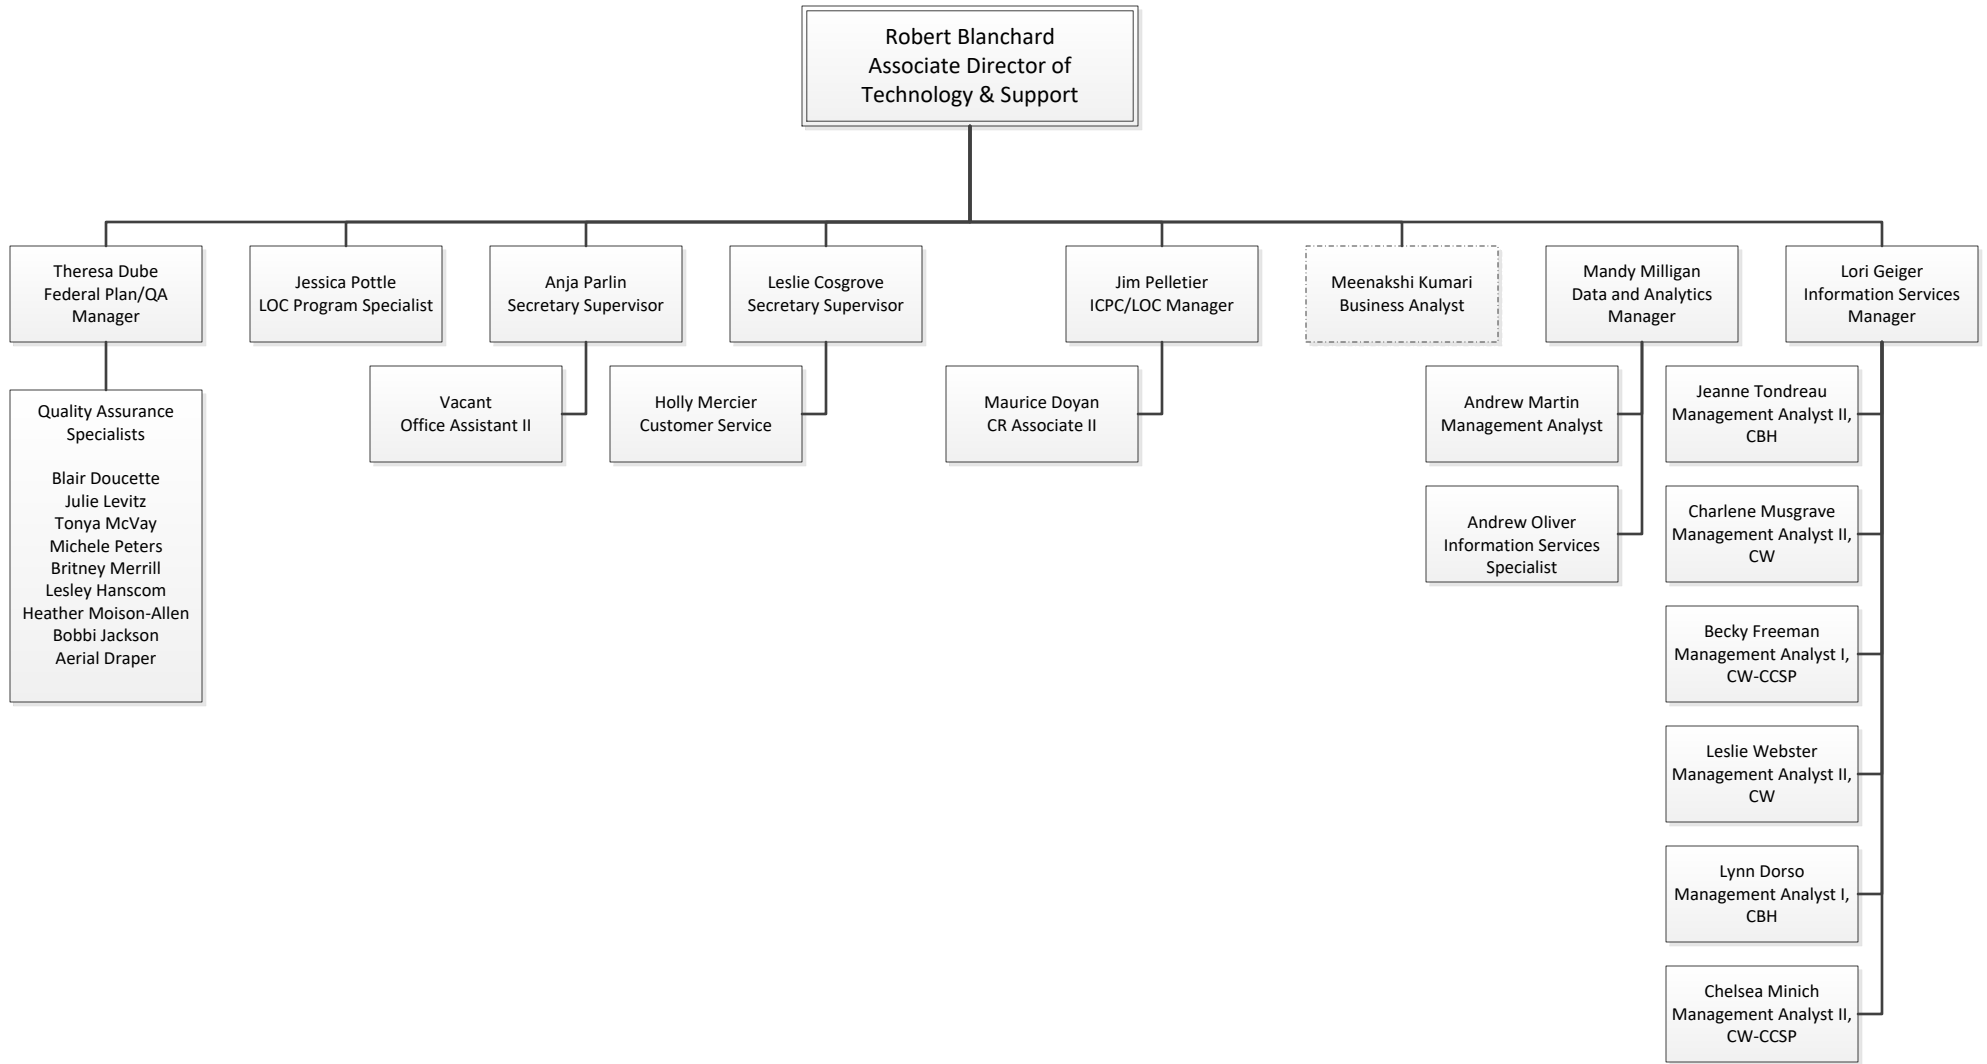 Robert Blanchard
Associate Director of
Technology & Support
Theresa Dube
Federal Plan/QA
Manager
Jessica Pottle
LOC Program Specialist
Anja Parlin
Secretary Supervisor
Leslie Cosgrove
Secretary Supervisor
Jim Pelletier
ICPC/LOC Manager
Meenakshi Kumari
Business Analyst
Mandy Milligan
Data and Analytics
Manager
Lori Geiger
Information Services
Manager
Quality Assurance
Specialists
Blair Doucette
Julie Levitz
Tonya McVay
Michele Peters
Britney Merrill
Lesley Hanscom
Heather Moison-Allen
Bobbi Jackson
Aerial Draper
Vacant
Office Assistant II
Holly Mercier
Customer Service
Maurice Doyan
CR Associate II
Andrew Martin
Management Analyst
Andrew Oliver
Information Services
Specialist
Jeanne Tondreau
Management Analyst II,
CBH
Charlene Musgrave
Management Analyst II,
CW
Becky Freeman
Management Analyst I,
CW-CCSP
Leslie Webster
Management Analyst II,
CW
Lynn Dorso
Management Analyst I,
CBH
Chelsea Minich
Management Analyst II,
CW-CCSP